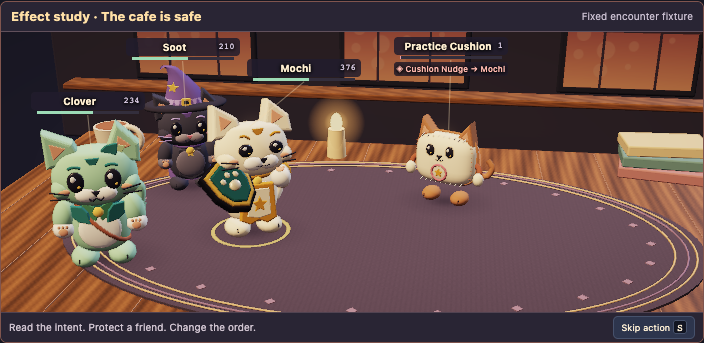 Effect study · The cafe is safe
Fixed encounter fixture
Soot 210
Practice Cushion 1
Mochi 376
Cushion Nudge → Mochi
Clover 234
Read the intent. Protect a friend. Change the order.
Skip action S